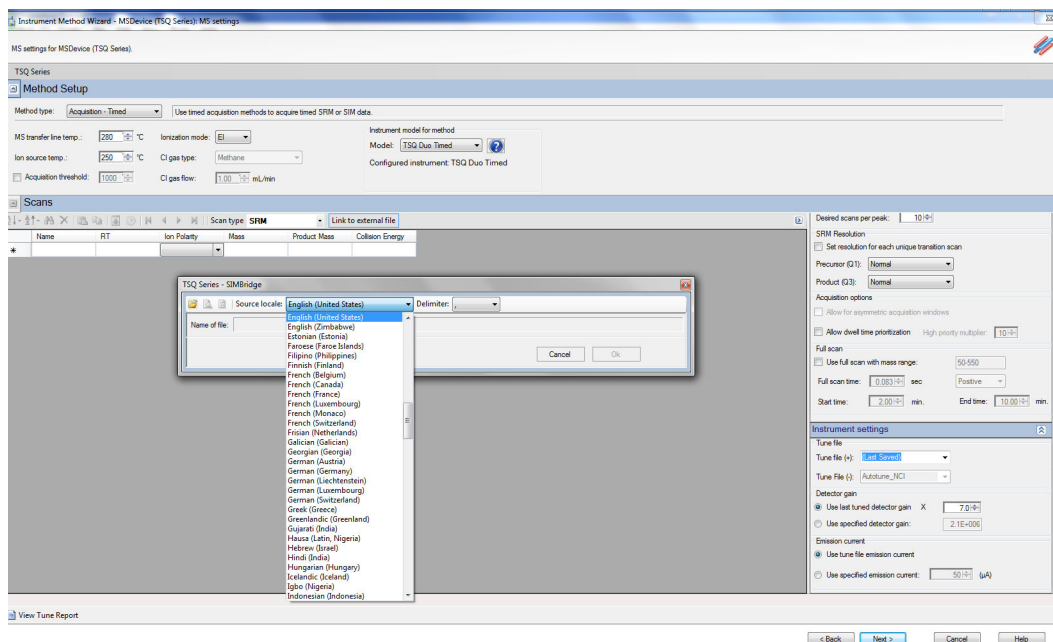 Instrument Method Wizard - MSDevice (TSQ Series): MS settings
MS settings for MSDevice (TSQ Series).
TSQ Series
Method Setup
Method type: Acquisition - Timed Use timed acquisition methods to acquire timed SRM or SIM data.
MS transfer line temp.: 280 °C Ionization mode: EI
Ion source temp.: 250 °C CI gas type: Methane
Acquisition threshold: 1000 CI gas flow: 1.00 mL/min
Instrument model for method
Model: TSQ Duo Timed
Configured instrument: TSQ Duo Timed
Scans
Scan type SRM Link to external file
Name RT Ion Polarity Mass Product Mass Collision Energy
TSQ Series - SIMBridge
Source locale: English (United States) Delimiter: ,
Name of file:
English (United States)
English (Zimbabwe)
Estonian (Estonia)
Faroese (Faroe Islands)
Filipino (Philippines)
Finnish (Finland)
French (Belgium)
French (Canada)
French (France)
French (Luxembourg)
French (Monaco)
French (Switzerland)
Frisian (Netherlands)
Galician (Galician)
Georgian (Georgia)
German (Austria)
German (Germany)
German (Liechtenstein)
German (Luxembourg)
German (Switzerland)
Greek (Greece)
Greenlandic (Greenland)
Gujarati (India)
Hausa (Latin, Nigeria)
Hebrew (Israel)
Hindi (India)
Hungarian (Hungary)
Icelandic (Iceland)
Igbo (Nigeria)
Indonesian (Indonesia)
Cancel Ok
Desired scans per peak: 10
SRM Resolution
Set resolution for each unique transition scan
Precursor (Q1): Normal
Product (Q3): Normal
Acquisition options
Allow for asymmetric acquisition windows
Allow dwell time prioritization High priority multiplier: 10
Full scan
Use full scan with mass range: 50-550
Full scan time: 0.083 sec Positive
Start time: 2.00 min. End time: 10.00 min.
Instrument settings
Tune file
Tune file (+): (Last Saved)
Tune File (-): Autotune_NCI
Detector gain
Use last tuned detector gain X 7.0
Use specified detector gain: 2.1E+006
Emission current
Use tune file emission current
Use specified emission current: 50 (µA)
View Tune Report
< Back Next > Cancel Help